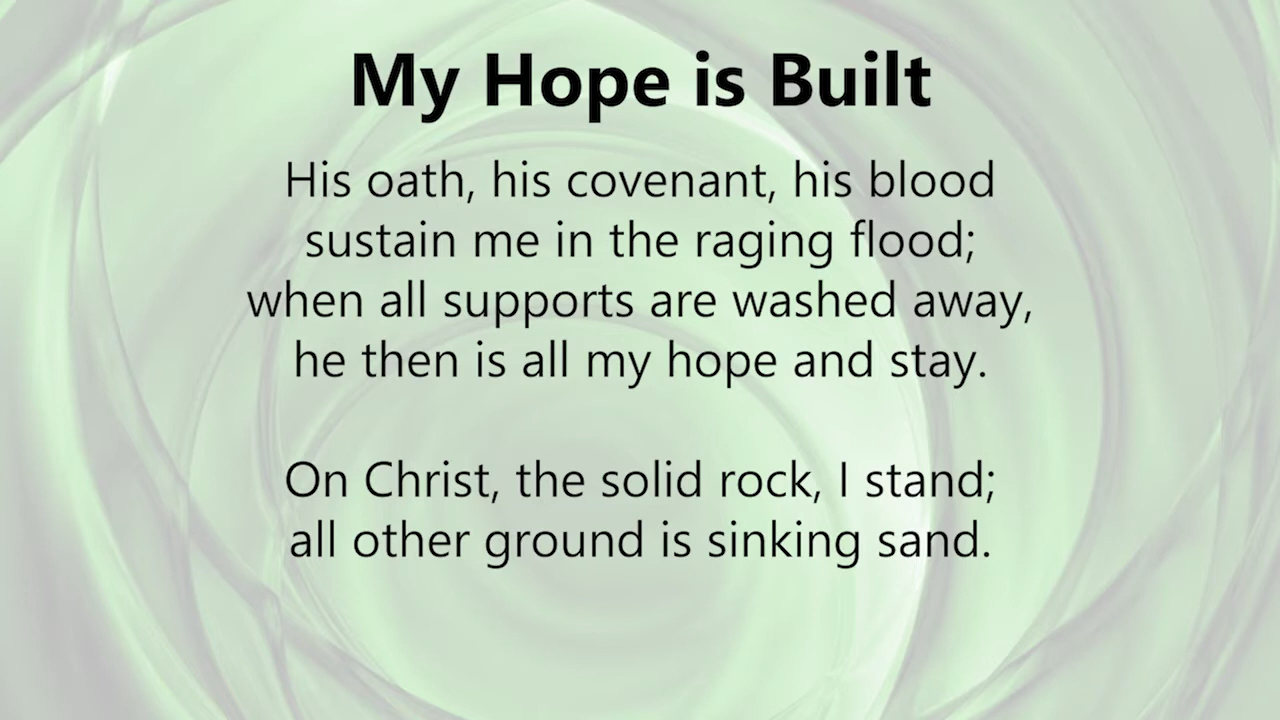 My Hope is Built
His oath, his covenant, his blood
sustain me in the raging flood;
when all supports are washed away,
he then is all my hope and stay.
On Christ, the solid rock, I stand;
all other ground is sinking sand.